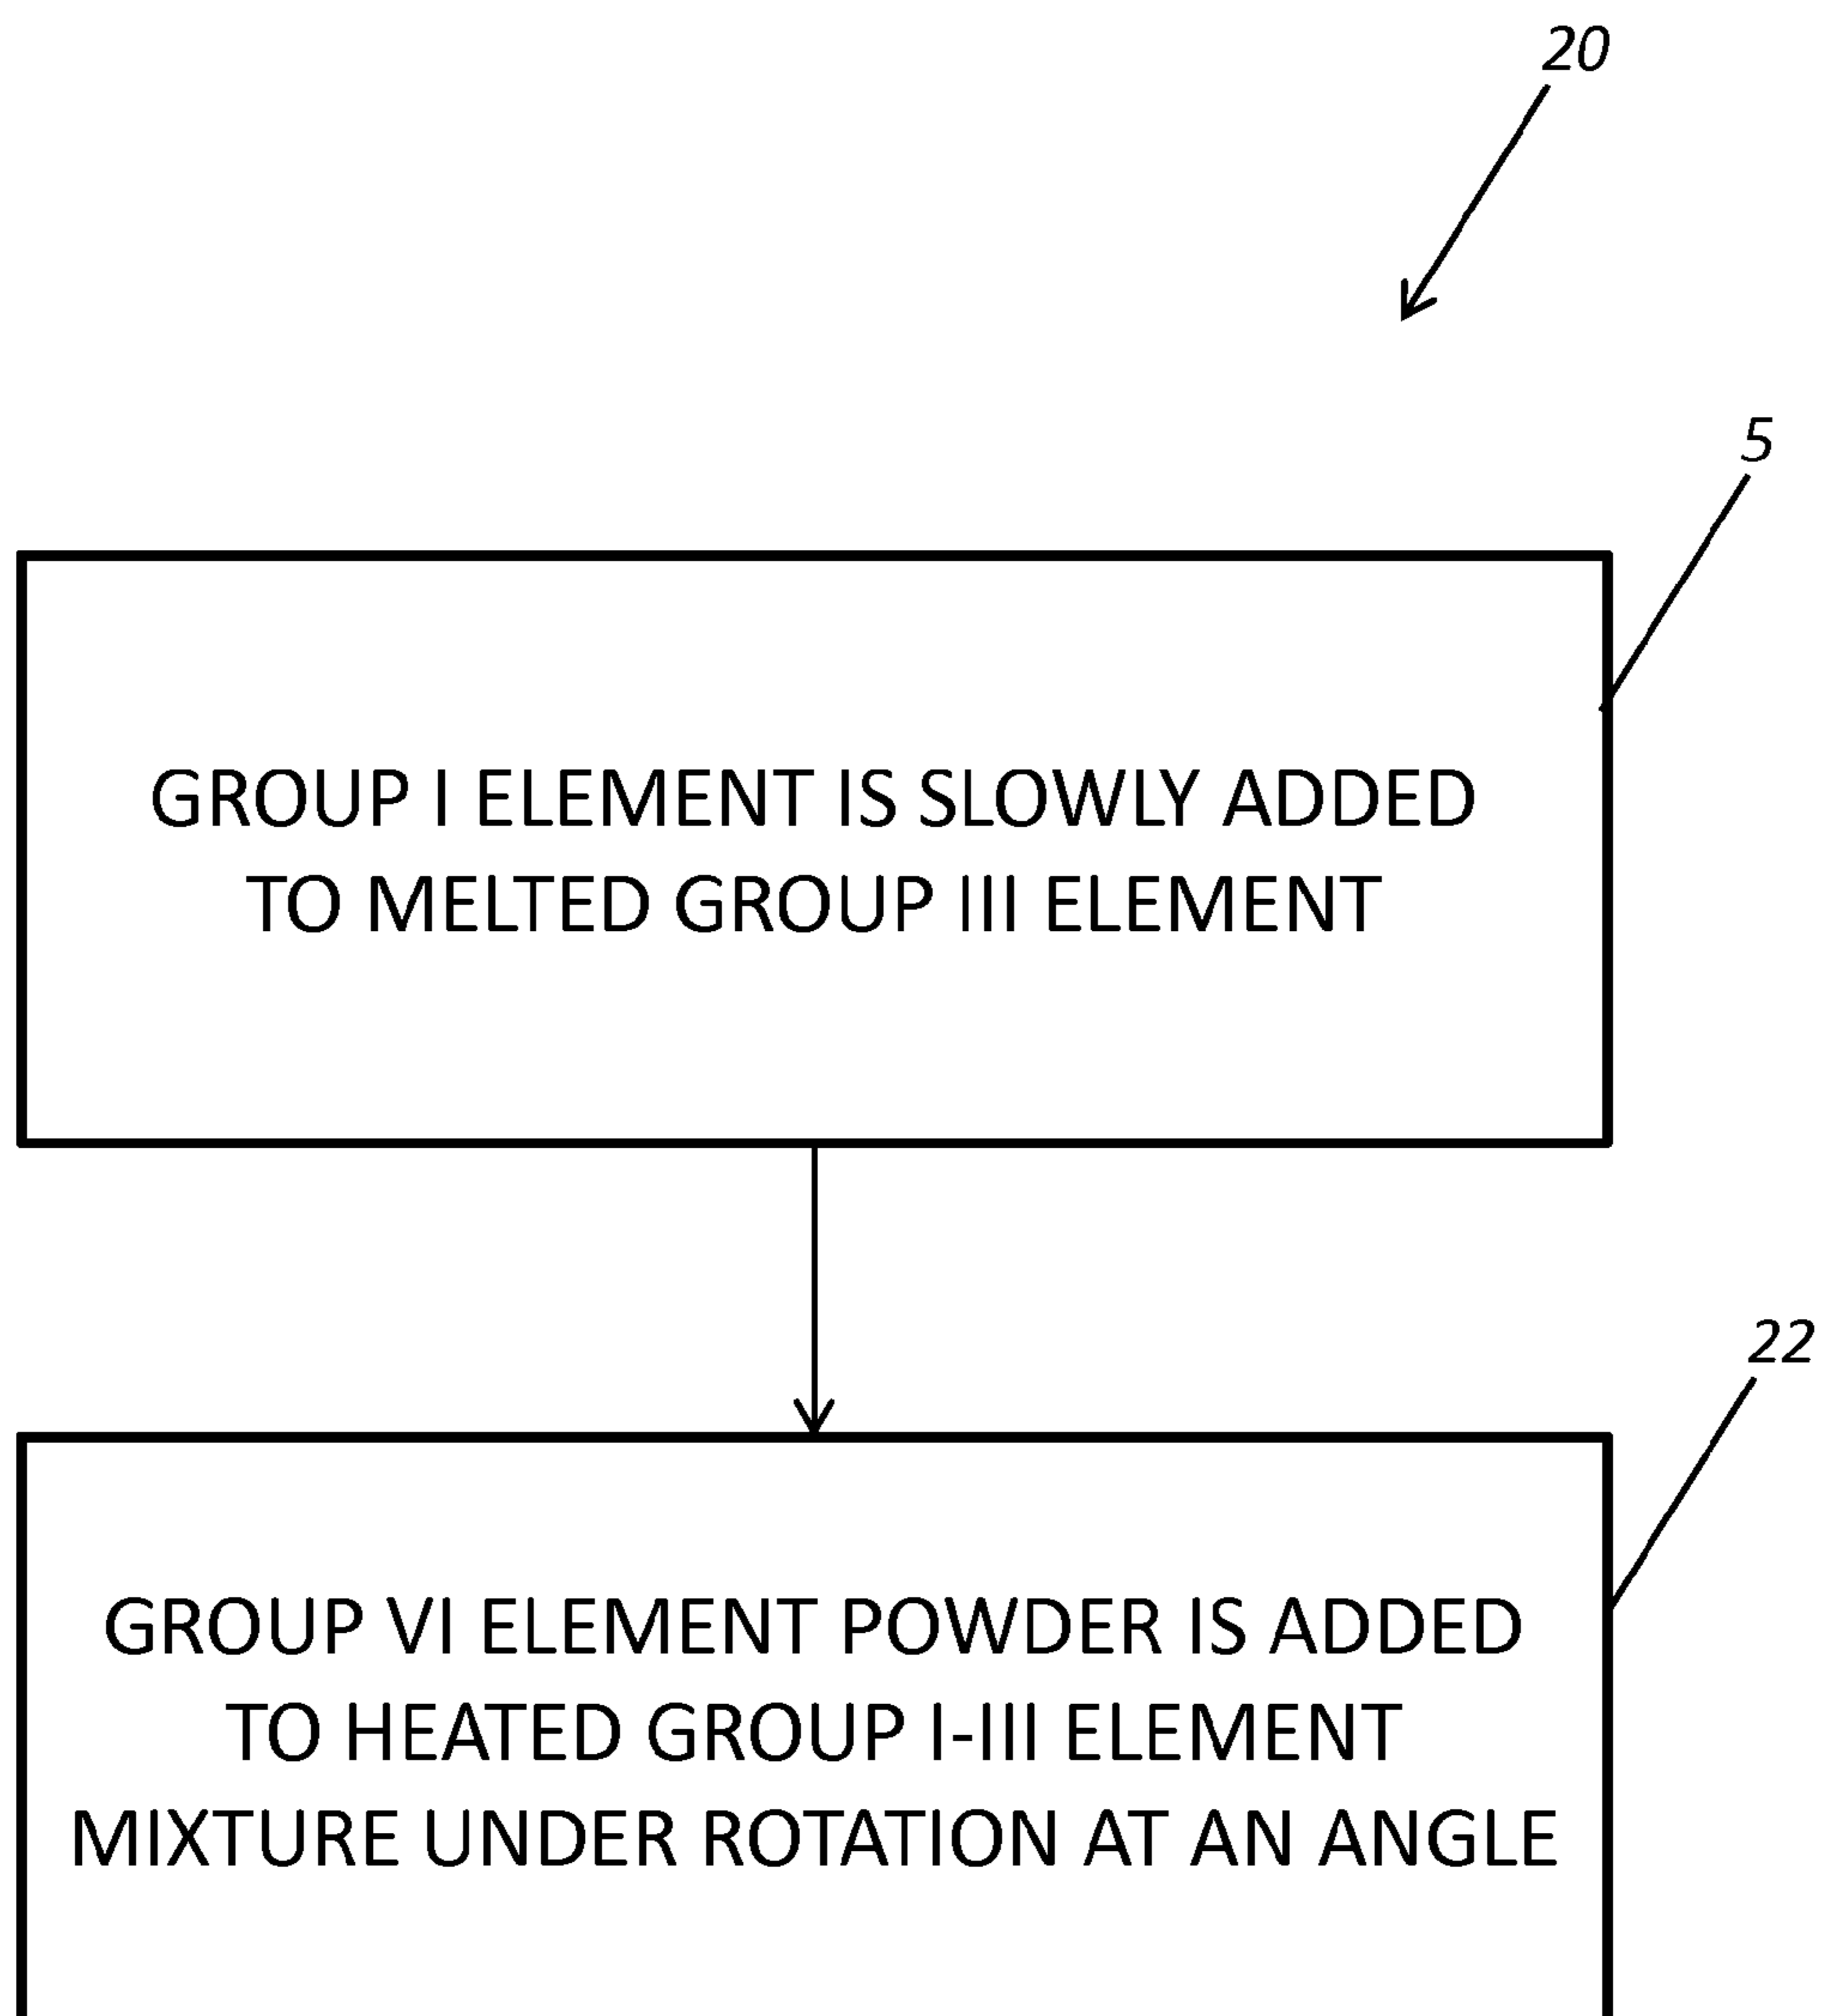 20
5
GROUP I ELEMENT IS SLOWLY ADDED
TO MELTED GROUP III ELEMENT
22
GROUP VI ELEMENT POWDER IS ADDED
TO HEATED GROUP I-III ELEMENT
MIXTURE UNDER ROTATION AT AN ANGLE